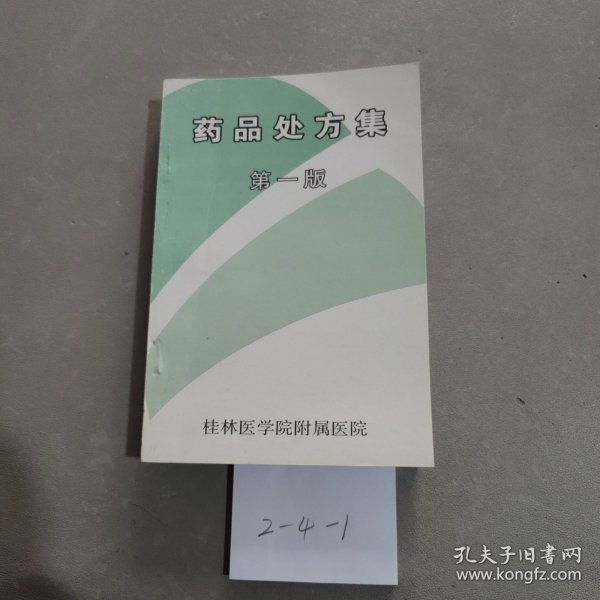 药品处方集
第一版
桂林医学院附属医院
2-4-1
孔夫子旧书网
www.kongfz.com